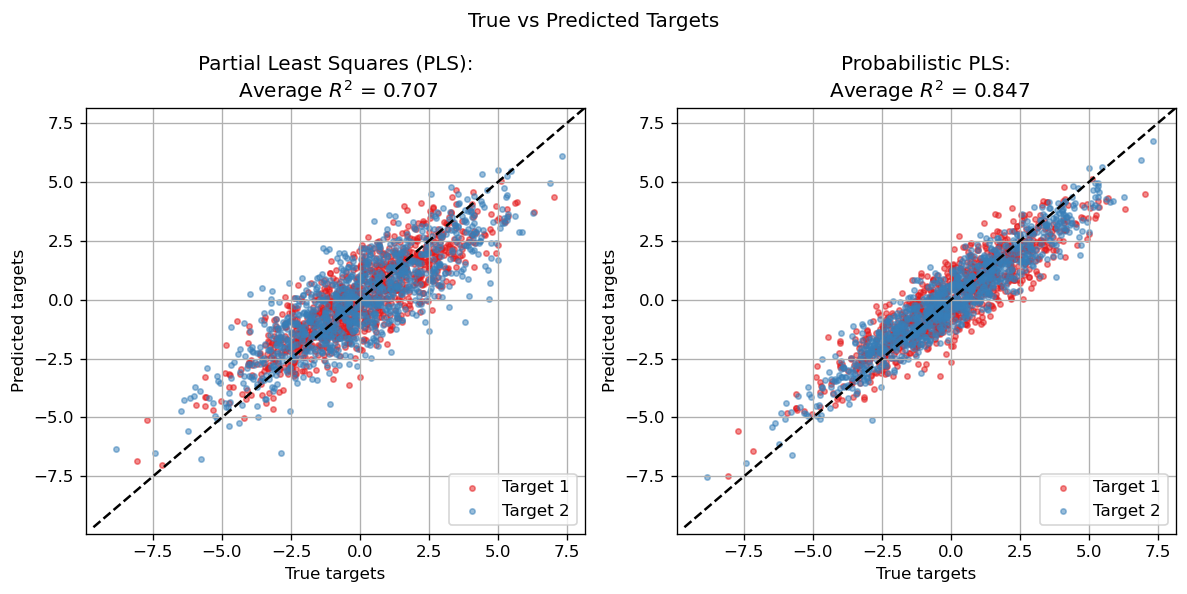 True vs Predicted Targets
Partial Least Squares (PLS):
Average R² = 0.707
7.5
5.0
2.5
0.0
−2.5
−5.0
−7.5
Predicted targets
−7.5 −5.0 −2.5 0.0 2.5 5.0 7.5
True targets
Target 1
Target 2
Probabilistic PLS:
Average R² = 0.847
7.5
5.0
2.5
0.0
−2.5
−5.0
−7.5
Predicted targets
−7.5 −5.0 −2.5 0.0 2.5 5.0 7.5
True targets
Target 1
Target 2